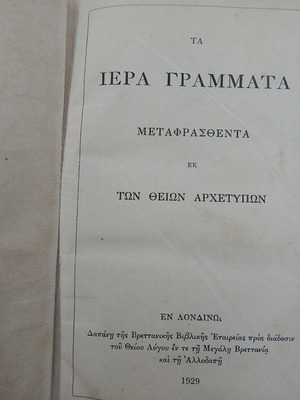 ΤΑ
ΙΕΡΑ ΓΡΑΜΜΑΤΑ
ΜΕΤΑΦΡΑΣΘΕΝΤΑ
ΕΚ
ΤΩΝ ΘΕΙΩΝ ΑΡΧΕΤΥΠΩΝ
ΕΝ ΛΟΝΔΙΝΩ:
Δαπάνῃ τῆς Βρεττανικῆς Βιβλικῆς Ἑταιρείας πρὸς διάδοσιν
τοῦ Θείου Λόγου ἔν τε τῇ Μεγάλῃ Βρεττανίᾳ
καὶ τῇ Ἀλλοδαπῇ
1929